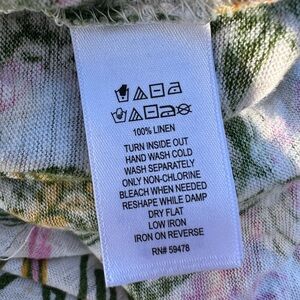 100% LINEN
TURN INSIDE OUT
HAND WASH COLD
WASH SEPARATELY
ONLY NON-CHLORINE
BLEACH WHEN NEEDED
RESHAPE WHILE DAMP
DRY FLAT
LOW IRON
IRON ON REVERSE
RN# 59478